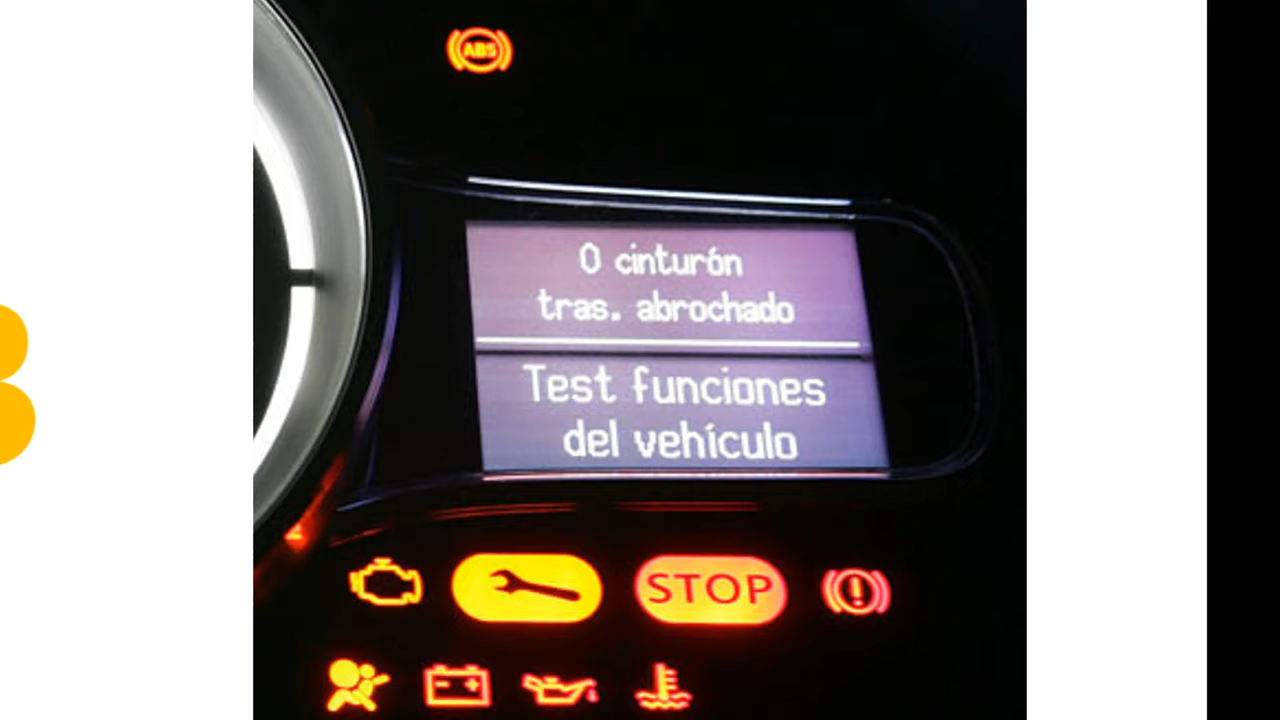 ABS
0 cinturón
tras. abrochado
Test funciones
del vehículo
STOP